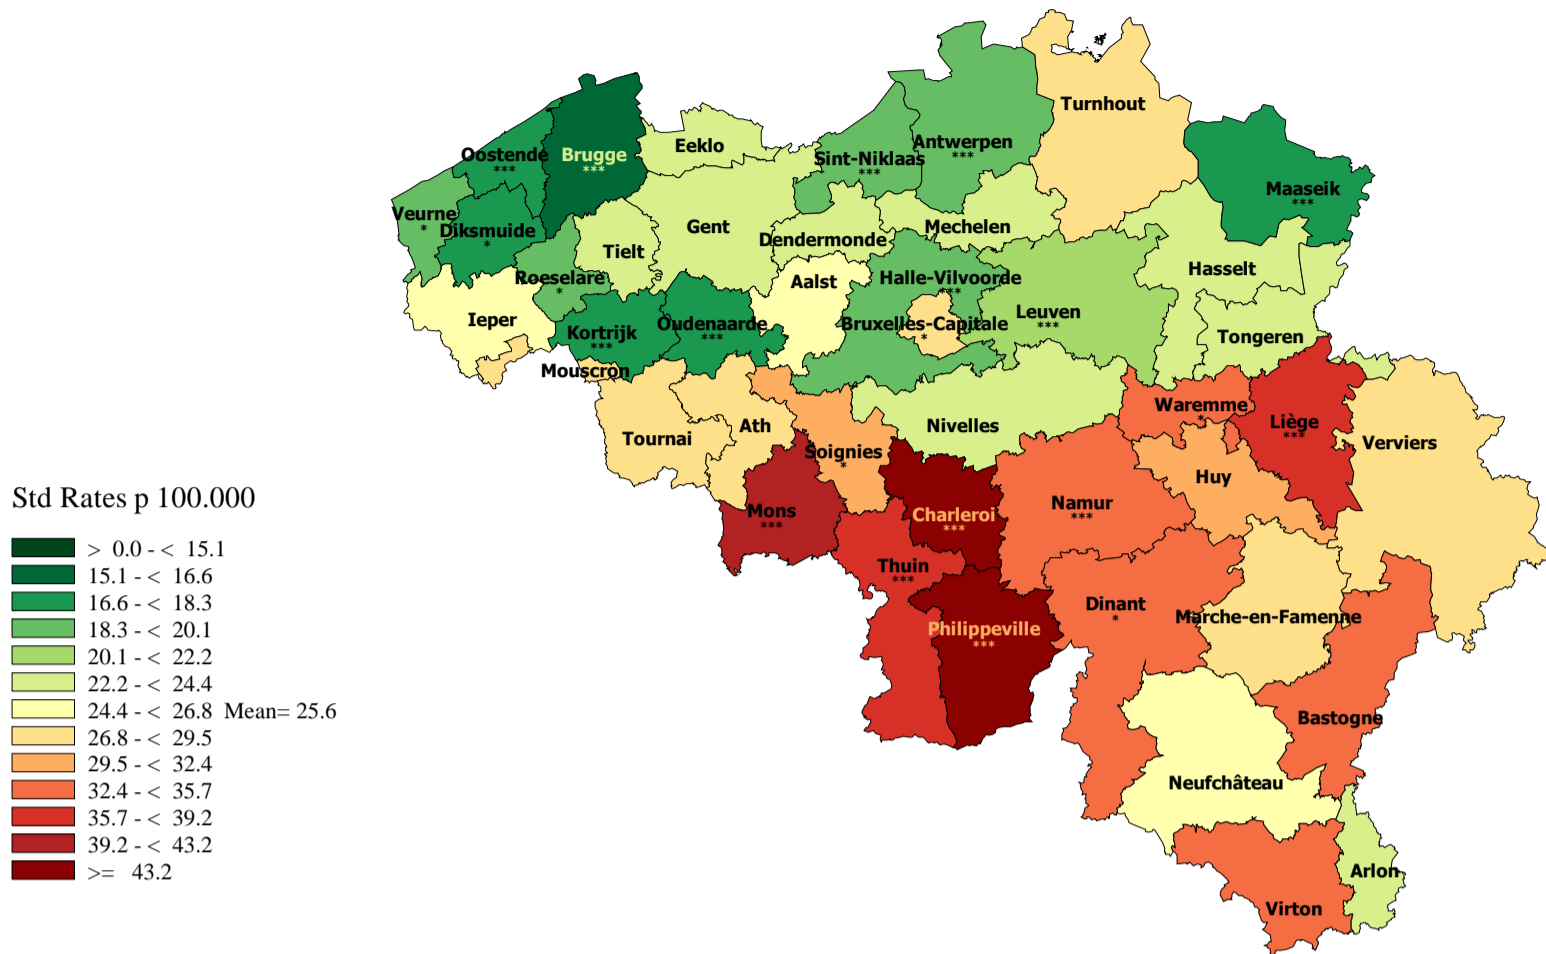 Turnhout
Eeklo
Antwerpen
***
Oostende
***
Brugge
***
Sint-Niklaas
***
Maaseik
***
Veurne
*
Diksmuide
*
Gent
Mechelen
Dendermonde
Tielt
Hasselt
Roeselare
*
Aalst
Halle-Vilvoorde
***
Ieper
Kortrijk
***
Oudenaarde
***
Bruxelles-Capitale
*
Leuven
***
Tongeren
Mouscron
Waremme
*
Liège
***
Tournai
Ath
Nivelles
Verviers
Soignies
*
Huy
Std Rates p 100.000
Mons
***
Charleroi
***
Namur
***
> 0.0 - < 15.1
15.1 - < 16.6
16.6 - < 18.3
18.3 - < 20.1
20.1 - < 22.2
22.2 - < 24.4
24.4 - < 26.8 Mean= 25.6
26.8 - < 29.5
29.5 - < 32.4
32.4 - < 35.7
35.7 - < 39.2
39.2 - < 43.2
>= 43.2
Thuin
***
Dinant
*
Marche-en-Famenne
Philippeville
***
Bastogne
Neufchâteau
Arlon
Virton